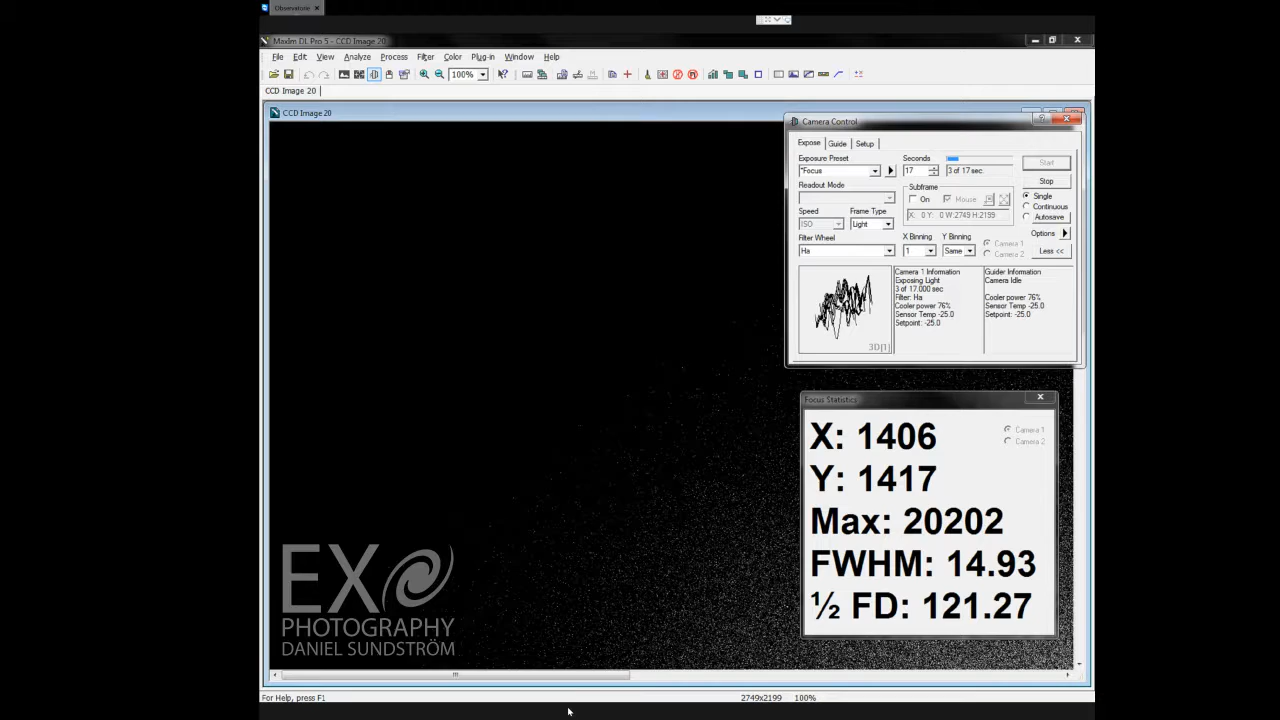 Observatorie
MaxIm DL Pro 5 - CCD Image 20
File Edit View Analyze Process Filter Color Plug-in Window Help
100%
CCD Image 20
CCD Image 20
Camera Control
Expose Guide Setup
Exposure Preset
Seconds
*Focus
17
3 of 17 sec.
Start
Readout Mode
Stop
Subframe
On
Mouse
Single
Continuous
Autosave
Speed
Frame Type
X: 0 Y: 0 W:2749 H:2199
ISO
Light
Options
Filter Wheel
X Binning
Y Binning
Camera 1
Camera 2
Ha
1
Same
Less <<
Camera 1 Information
Exposing Light
3 of 17.000 sec
Filter: Ha
Cooler power 76%
Sensor Temp -25.0
Setpoint: -25.0
Guider Information
Camera Idle
Cooler power 76%
Sensor Temp -25.0
Setpoint: -25.0
3D[1]
Focus Statistics
X: 1406
Y: 1417
Max: 20202
FWHM: 14.93
½ FD: 121.27
Camera 1
Camera 2
EX
PHOTOGRAPHY
DANIEL SUNDSTRÖM
For Help, press F1
2749x2199 100%